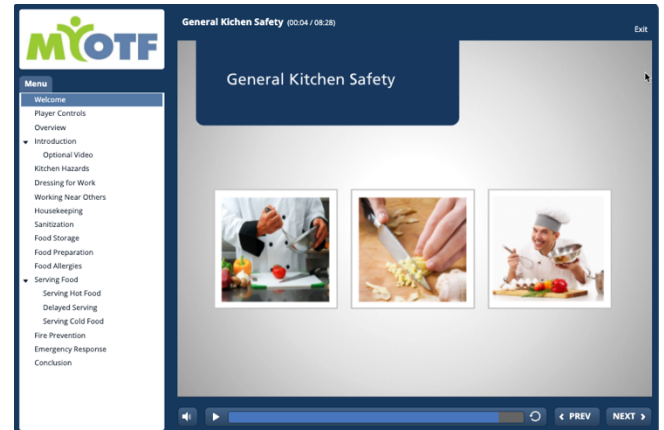 MYOTF
General Kichen Safety (00:04 / 08:28)
Exit
Menu
Welcome
Player Controls
Overview
Introduction
Optional Video
Kitchen Hazards
Dressing for Work
Working Near Others
Housekeeping
Sanitization
Food Storage
Food Preparation
Food Allergies
Serving Food
Serving Hot Food
Delayed Serving
Serving Cold Food
Fire Prevention
Emergency Response
Conclusion
General Kitchen Safety
PREV
NEXT